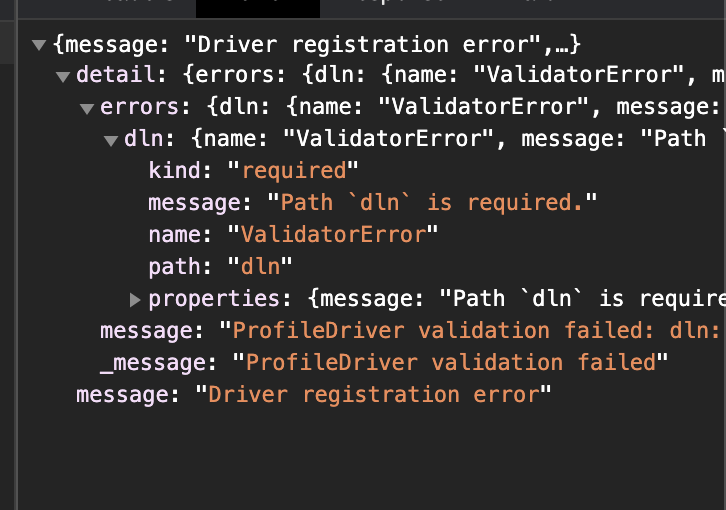 {message: "Driver registration error",…}
detail: {errors: {dln: {name: "ValidatorError", m
errors: {dln: {name: "ValidatorError", message:
dln: {name: "ValidatorError", message: "Path `
kind: "required"
message: "Path `dln` is required."
name: "ValidatorError"
path: "dln"
properties: {message: "Path `dln` is require
message: "ProfileDriver validation failed: dln:
_message: "ProfileDriver validation failed"
message: "Driver registration error"